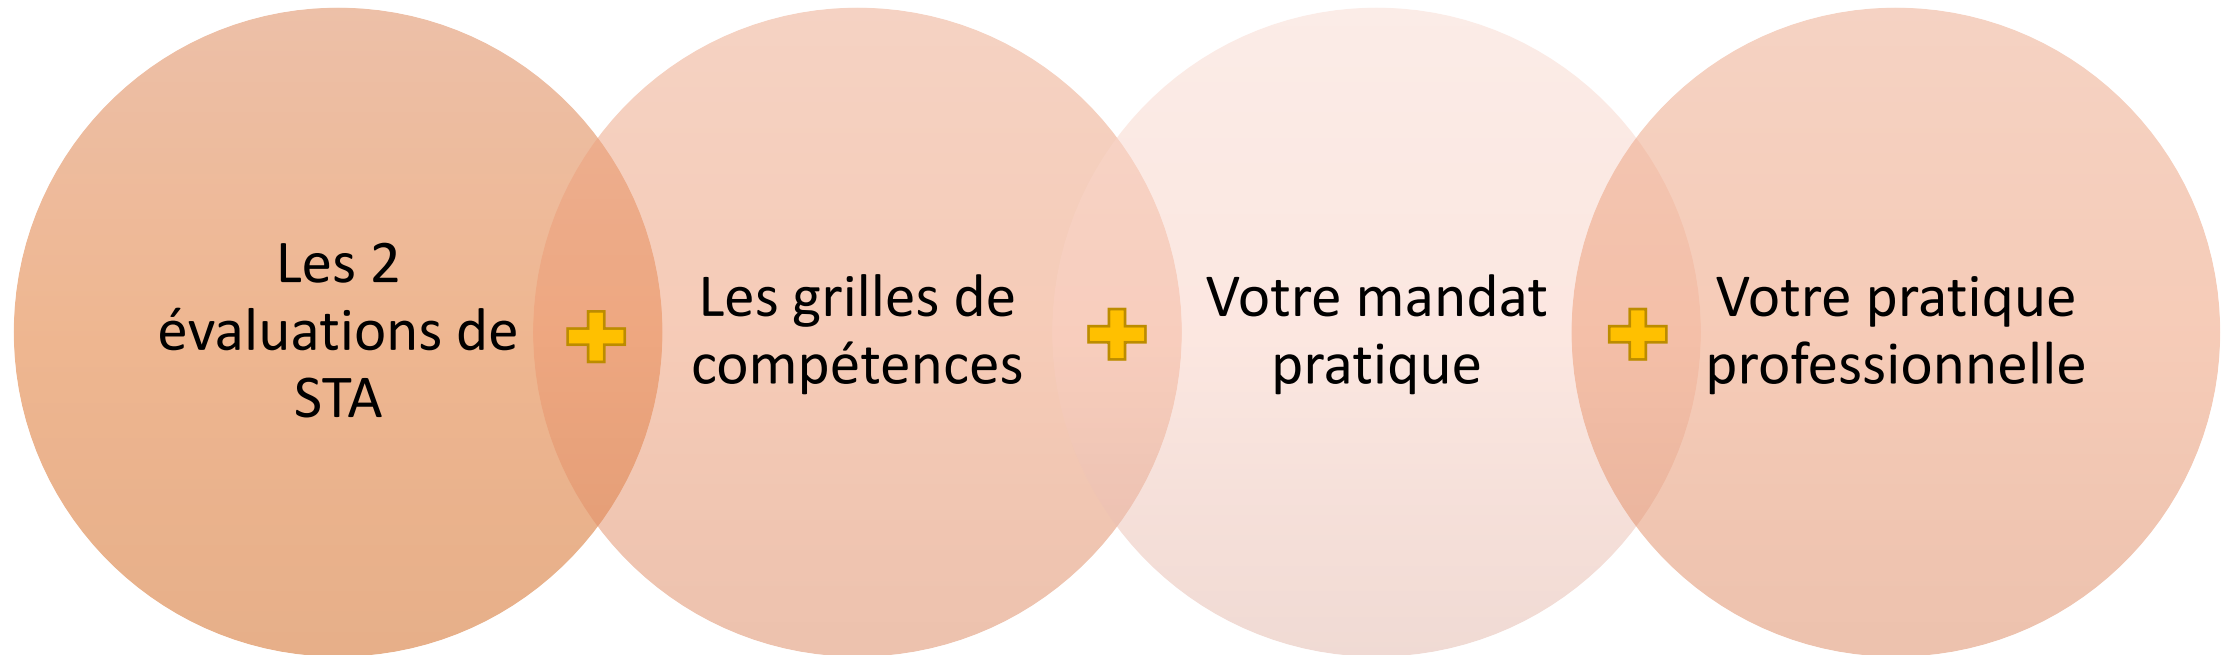 Les 2
évaluations de
STA
Les grilles de
compétences
Votre mandat
pratique
Votre pratique
professionnelle